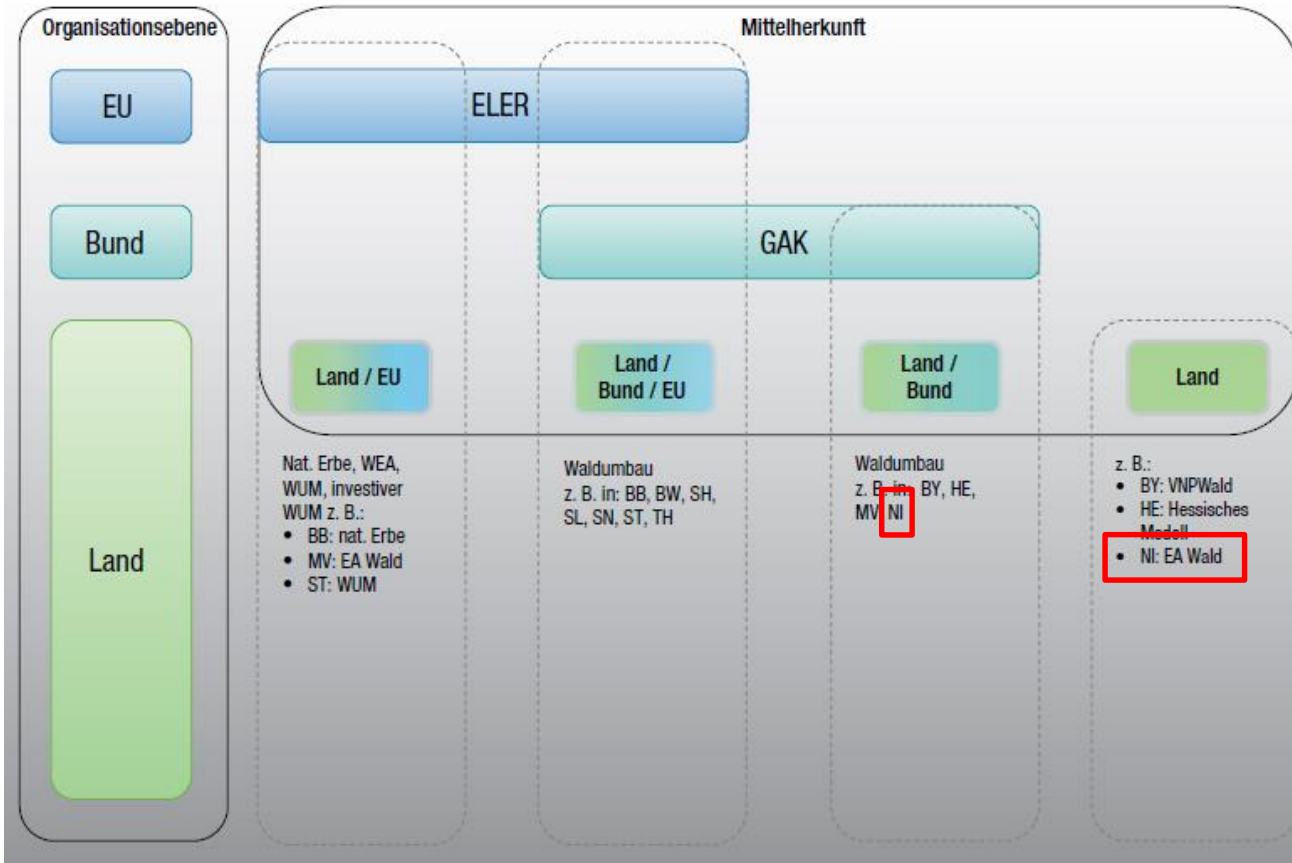 Organisationsebene
Mittelherkunft
EU
ELER
Bund
GAK
Land
Land / EU
Land /
Bund / EU
Land /
Bund
Land
Nat. Erbe, WEA,
WUM, investiver
WUM z. B.:
• BB: nat. Erbe
• MV: EA Wald
• ST: WUM
Waldumbau
z. B. in: BB, BW, SH,
SL, SN, ST, TH
Waldumbau
z. B. in: BY, HE,
MV, NI
z. B.:
• BY: VNPWald
• HE: Hessisches
Modell
• NI: EA Wald